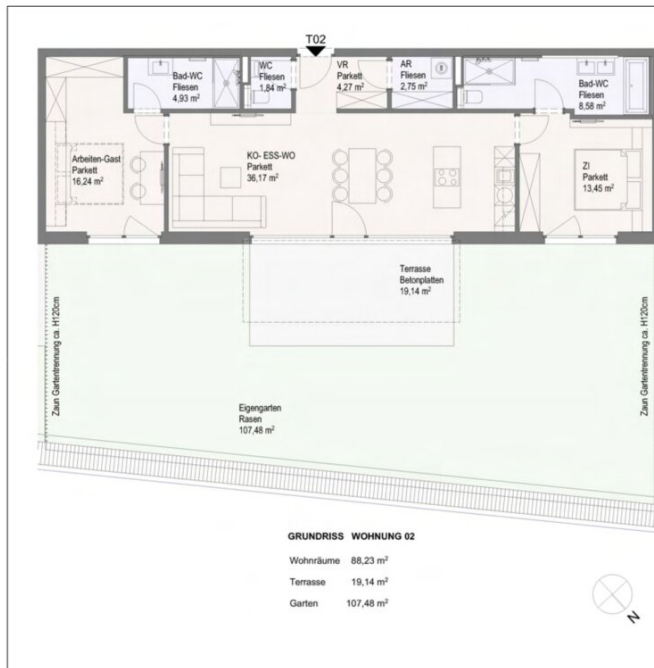 T02
Bad-WC
Fliesen
4,93 m²
WC
Fliesen
1,84 m²
VR
Parkett
4,27 m²
AR
Fliesen
2,75 m²
Bad-WC
Fliesen
8,58 m²
Arbeiten-Gast
Parkett
16,24 m²
KO- ESS-WO
Parkett
36,17 m²
ZI
Parkett
13,45 m²
Terrasse
Betonplatten
19,14 m²
Zaun Gartentrennung ca. H120cm
Zaun Gartentrennung ca. H120cm
Eigengarten
Rasen
107,48 m²
GRUNDRISS WOHNUNG 02
Wohnräume 88,23 m²
Terrasse 19,14 m²
Garten 107,48 m²
N